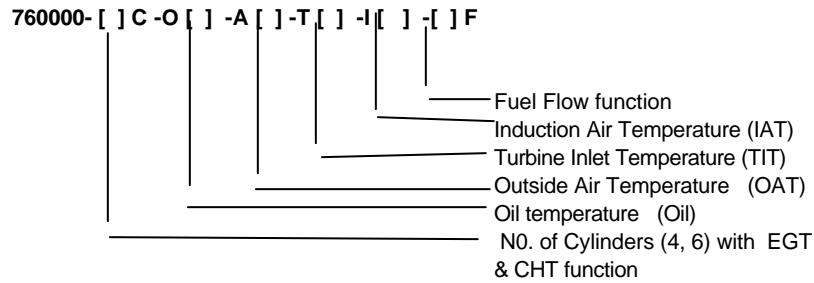 760000- [ ] C -O [ ] -A [ ] -T [ ] -I [ ] -[ ] F
Fuel Flow function
Induction Air Temperature (IAT)
Turbine Inlet Temperature (TIT)
Outside Air Temperature (OAT)
Oil temperature (Oil)
N0. of Cylinders (4, 6) with EGT
& CHT function